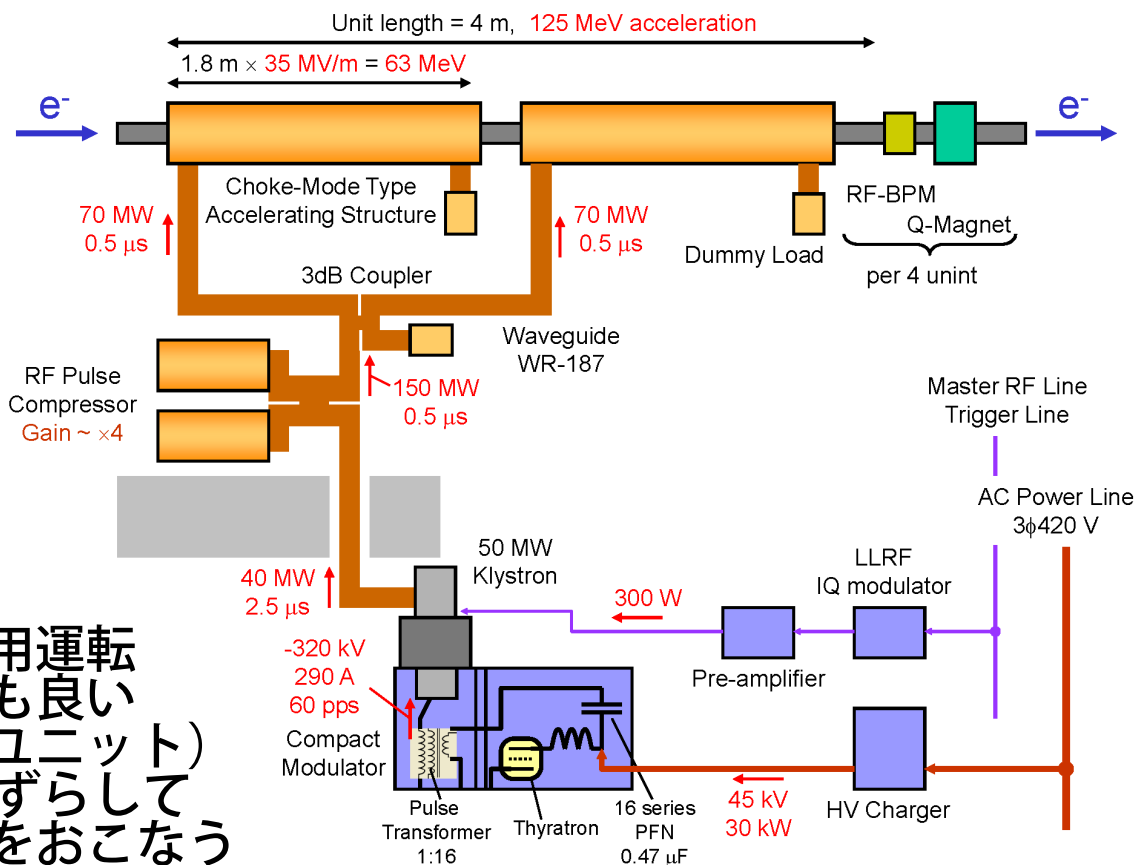 Unit length = 4 m, 125 MeV acceleration
1.8 m × 35 MV/m = 63 MeV
e-
e-
Choke-Mode Type
Accelerating Structure
70 MW
0.5 μs
70 MW
0.5 μs
RF-BPM
Q-Magnet
per 4 unint
Dummy Load
3dB Coupler
Waveguide
WR-187
RF Pulse
Compressor
Gain ~ ×4
150 MW
0.5 μs
Master RF Line
Trigger Line
AC Power Line
3ϕ420 V
50 MW
Klystron
LLRF
IQ modulator
40 MW
2.5 μs
300 W
Pre-amplifier
-320 kV
290 A
60 pps
Compact
Modulator
用運転
も良い
ユニット)
ずらして
をおこなう
Pulse
Transformer
1:16
Thyratron
16 series
PFN
0.47 μF
45 kV
30 kW
HV Charger